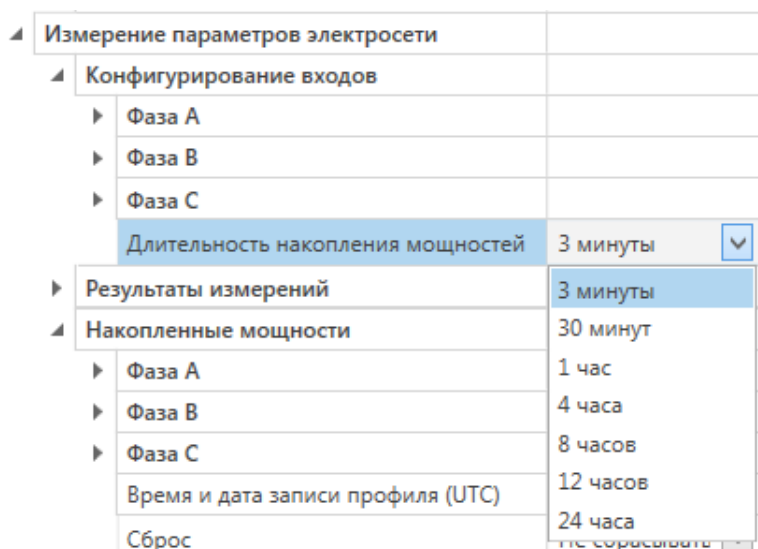 Измерение параметров электросети
Конфигурирование входов
Фаза А
Фаза В
Фаза С
Длительность накопления мощностей 3 минуты
Результаты измерений 3 минуты
Накопленные мощности 30 минут
Фаза А 1 час
Фаза В 4 часа
Фаза С 8 часов
Время и дата записи профиля (UTC) 12 часов
24 часа
Сброс Не сбрасывать